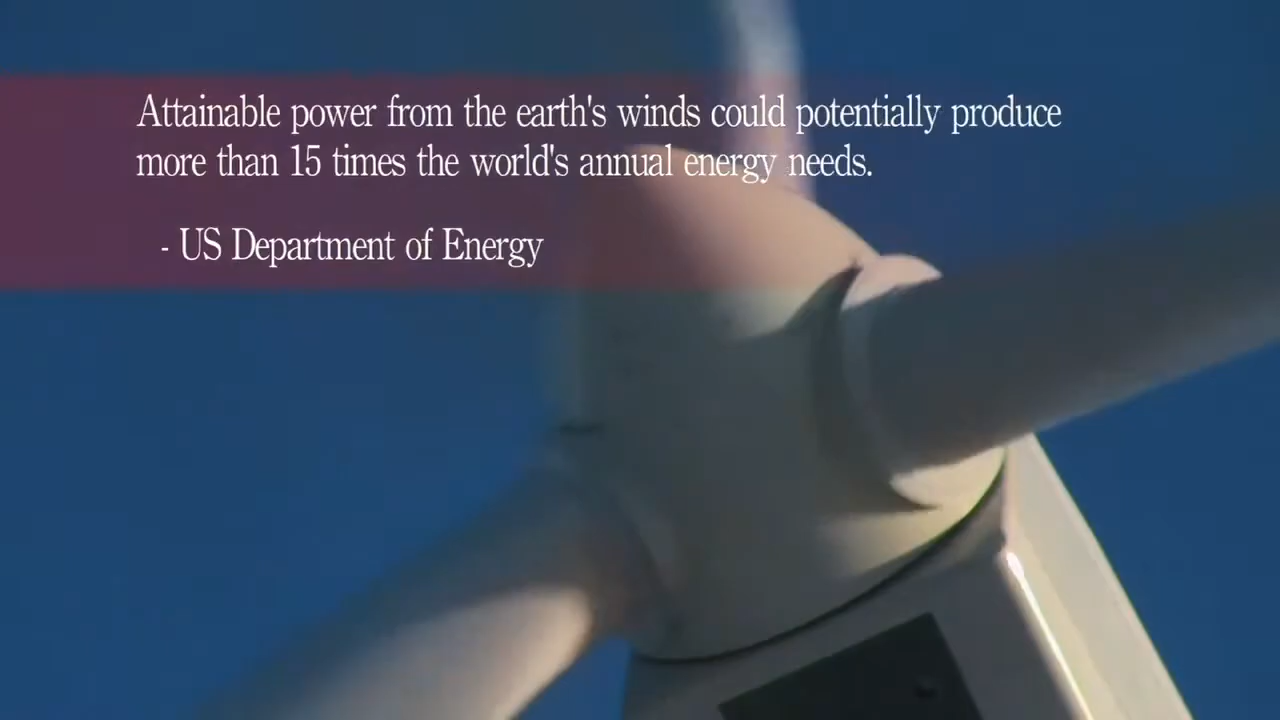 Attainable power from the earth's winds could potentially produce
more than 15 times the world's annual energy needs.
- US Department of Energy